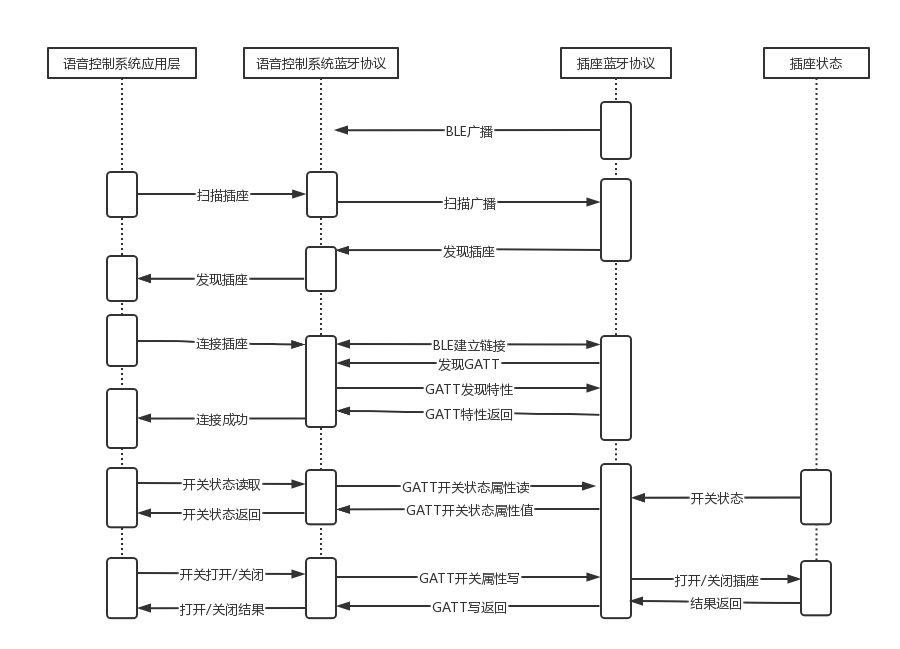 语音控制系统应用层
语音控制系统蓝牙协议
插座蓝牙协议
插座状态
BLE广播
扫描插座
扫描广播
发现插座
发现插座
连接插座
BLE建立链接
发现GATT
GATT发现特性
GATT特性返回
连接成功
开关状态读取
GATT开关状态属性读
开关状态
开关状态返回
GATT开关状态属性值
开关打开/关闭
GATT开关属性写
打开/关闭插座
打开/关闭结果
GATT写返回
结果返回